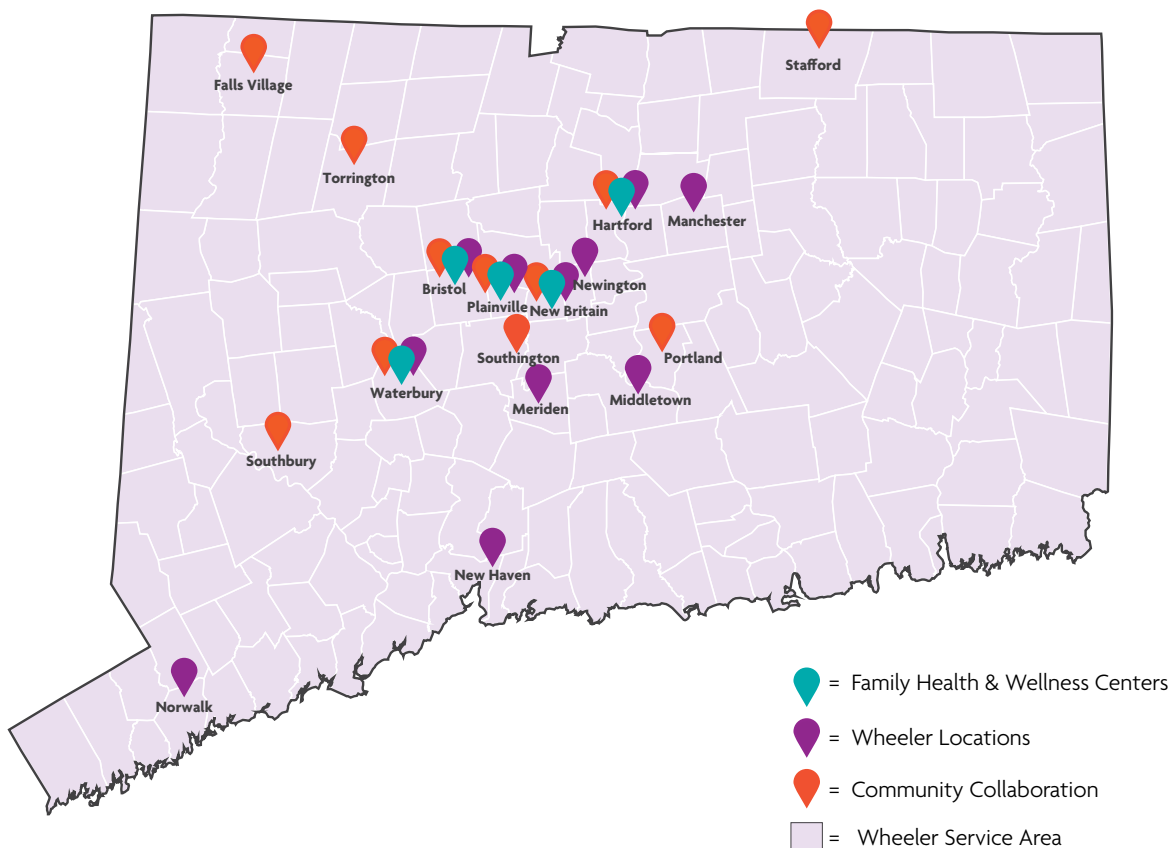 Falls Village
Stafford
Torrington
Hartford
Manchester
Bristol
Newington
Plainville
New Britain
Southington
Portland
Waterbury
Meriden
Middletown
Southbury
New Haven
Norwalk
= Family Health & Wellness Centers
= Wheeler Locations
= Community Collaboration
= Wheeler Service Area